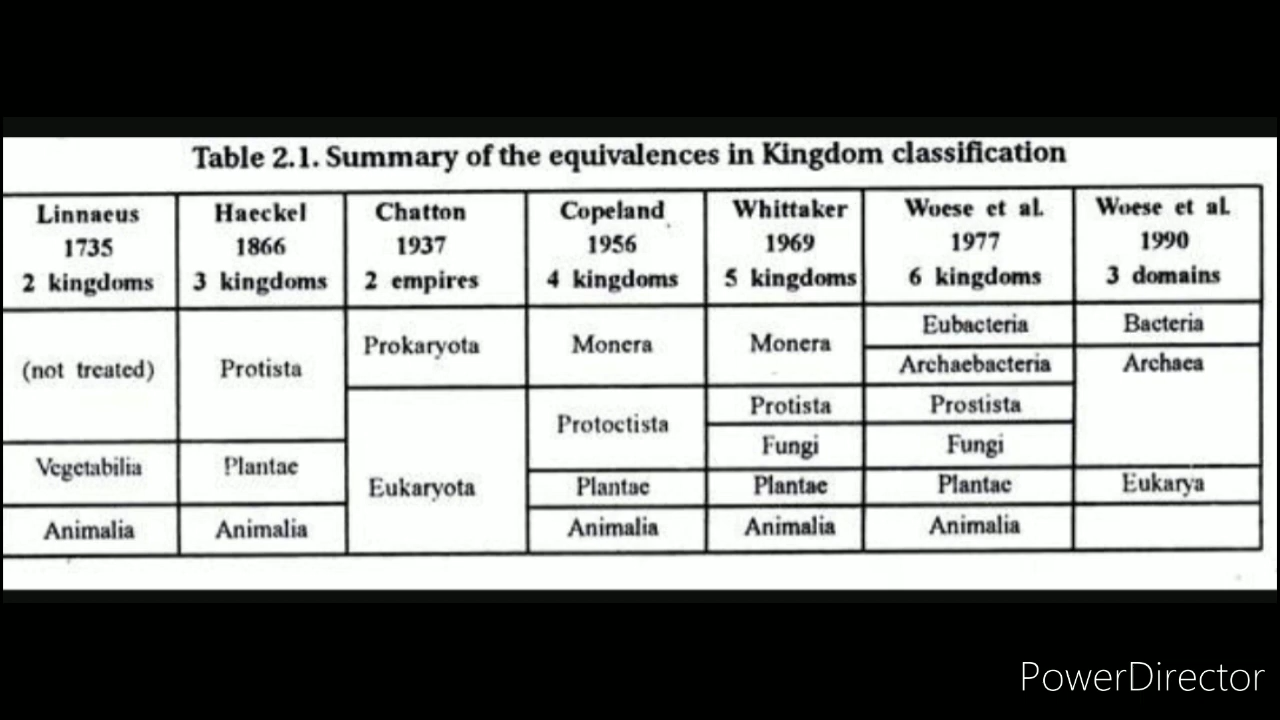 Table 2.1. Summary of the equivalences in Kingdom classification
Linnaeus Haeckel Chatton Copeland Whittaker Woese et al. Woese et al.
1735 1866 1937 1956 1969 1977 1990
2 kingdoms 3 kingdoms 2 empires 4 kingdoms 5 kingdoms 6 kingdoms 3 domains
(not treated) Protista Prokaryota Monera Monera Eubacteria Bacteria
Archaebacteria Archaea
Protoctista Protista Prostista
Fungi Fungi
Vegetabilia Plantae Eukaryota Plantae Plantae Plantae Eukarya
Animalia Animalia Animalia Animalia Animalia
PowerDirector